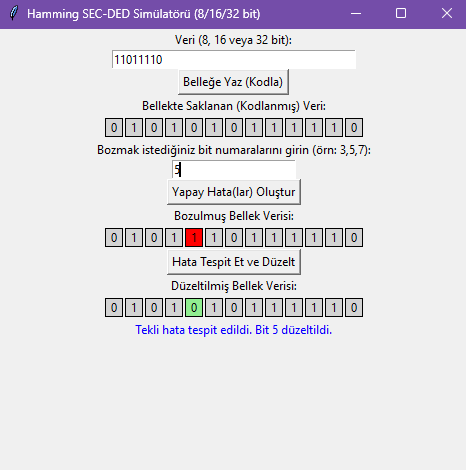 Hamming SEC-DED Simülatörü (8/16/32 bit)
Veri (8, 16 veya 32 bit):
11011110
Belleğe Yaz (Kodla)
Bellekte Saklanan (Kodlanmış) Veri:
0 1 0 1 0 1 0 1 1 1 1 1 0
Bozmak istediğiniz bit numaralarını girin (örn: 3,5,7):
5
Yapay Hata(lar) Oluştur
Bozulmuş Bellek Verisi:
0 1 0 1 1 1 0 1 1 1 1 1 0
Hata Tespit Et ve Düzelt
Düzeltilmiş Bellek Verisi:
0 1 0 1 0 1 0 1 1 1 1 1 0
Tekli hata tespit edildi. Bit 5 düzeltildi.